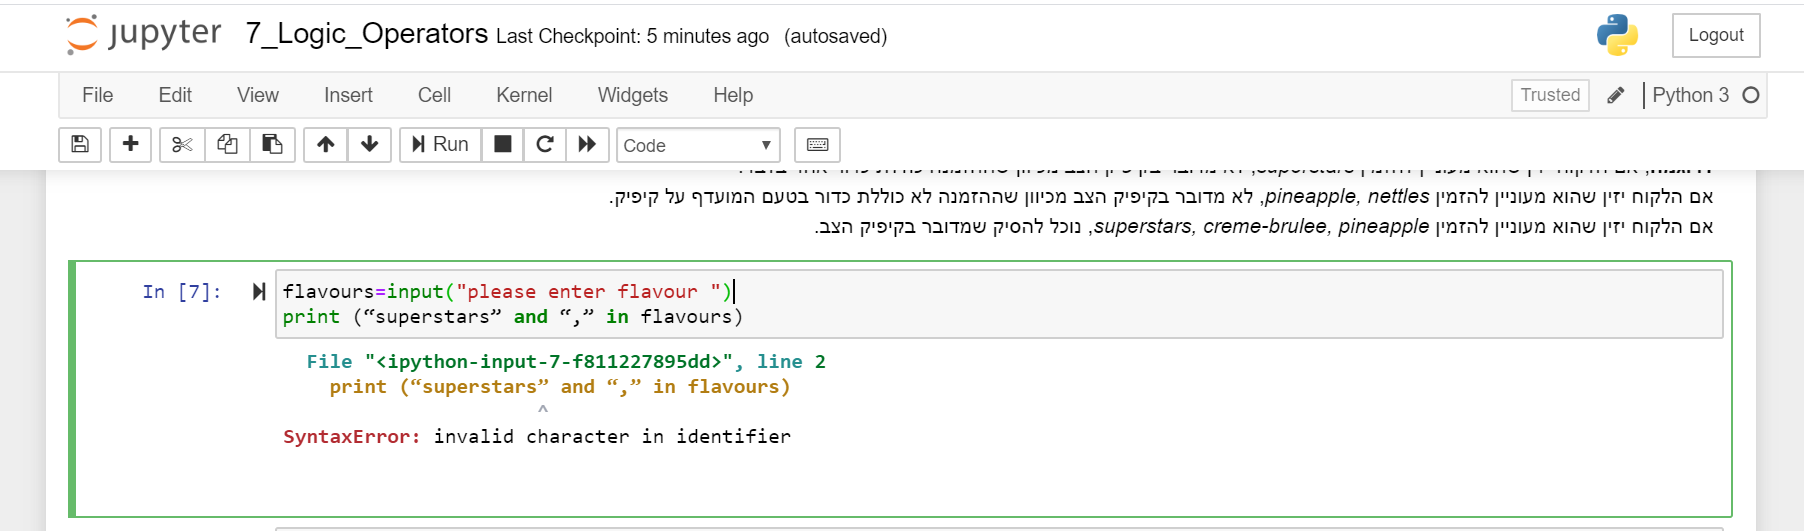 jupyter 7_Logic_Operators Last Checkpoint: 5 minutes ago (autosaved) Logout
File Edit View Insert Cell Kernel Widgets Help Trusted Python 3
Run Code
אם הלקוח יזין שהוא מעוניין להזמין pineapple, nettles, לא מדובר בקיפיק הצב מכיוון שההזמנה לא כוללת כדור בטעם המועדף על קיפיק.
אם הלקוח יזין שהוא מעוניין להזמין superstars, creme-brulee, pineapple, נוכל להסיק שמדובר בקיפיק הצב.
In [7]: flavours=input("please enter flavour ")
print (“superstars” and “,” in flavours)
File "<ipython-input-7-f811227895dd>", line 2
print (“superstars” and “,” in flavours)
^
SyntaxError: invalid character in identifier